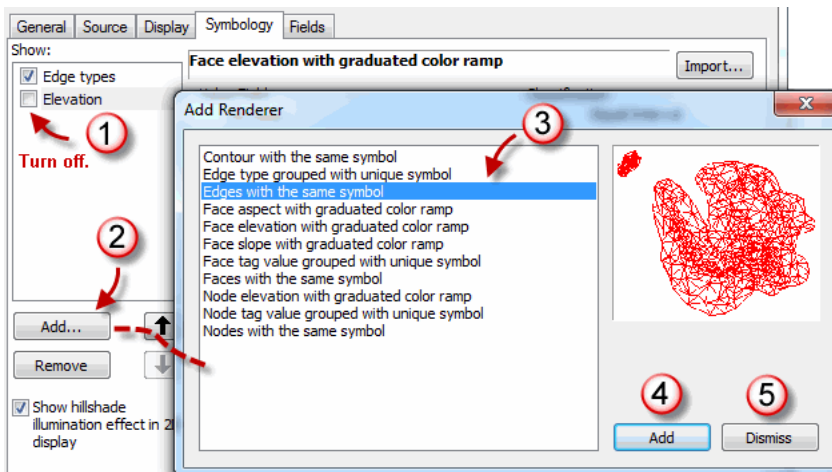 General Source Display Symbology Fields
Show:
Edge types
Elevation
Face elevation with graduated color ramp
Import...
1
Turn off.
Add Renderer
3
Contour with the same symbol
Edge type grouped with unique symbol
Edges with the same symbol
Face aspect with graduated color ramp
Face elevation with graduated color ramp
Face slope with graduated color ramp
Face tag value grouped with unique symbol
Faces with the same symbol
Node elevation with graduated color ramp
Node tag value grouped with unique symbol
Nodes with the same symbol
2
Add...
Remove
Show hillshade
illumination effect in
display
4
5
Add
Dismiss